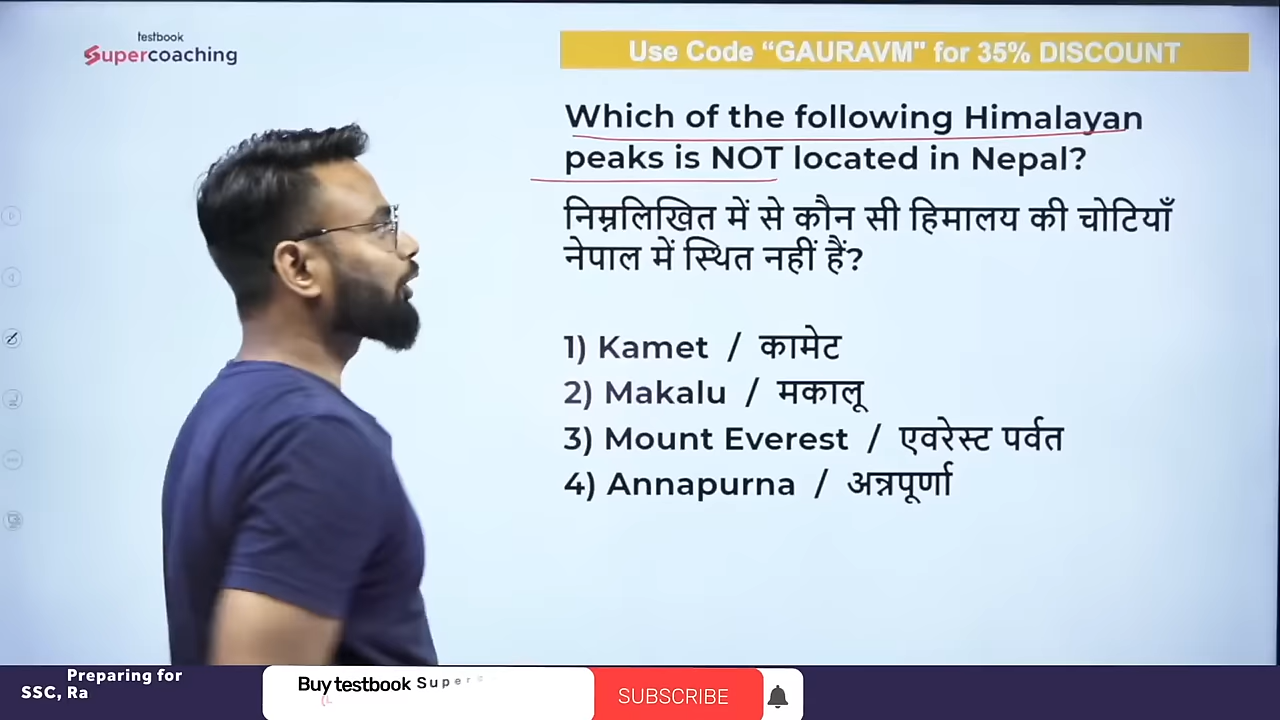 testbook
Supercoaching
Use Code “GAURAVM" for 35% DISCOUNT
Which of the following Himalayan
peaks is NOT located in Nepal?
निम्नलिखित में से कौन सी हिमालय की चोटियाँ
नेपाल में स्थित नहीं हैं?
1) Kamet / कामेट
2) Makalu / मकालू
3) Mount Everest / एवरेस्ट पर्वत
4) Annapurna / अन्नपूर्णा
Preparing for
SSC, Ra
Buy testbook Superc
SUBSCRIBE